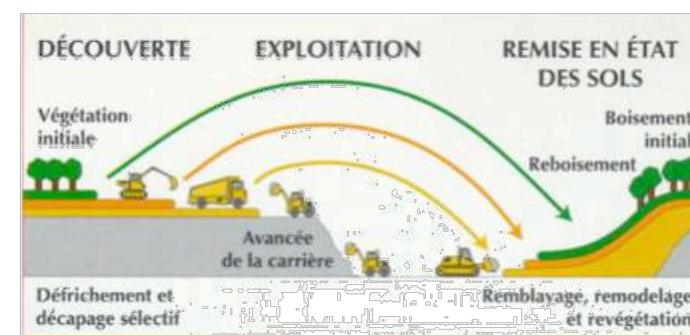 DÉCOUVERTE
EXPLOITATION
REMISE EN ÉTAT
DES SOLS
Végétation
initiale
Boisement
initial
Reboisement
Avancée
de la carrière
Défrichement et
décapage sélectif
Remblayage, remodelage
et revégétation